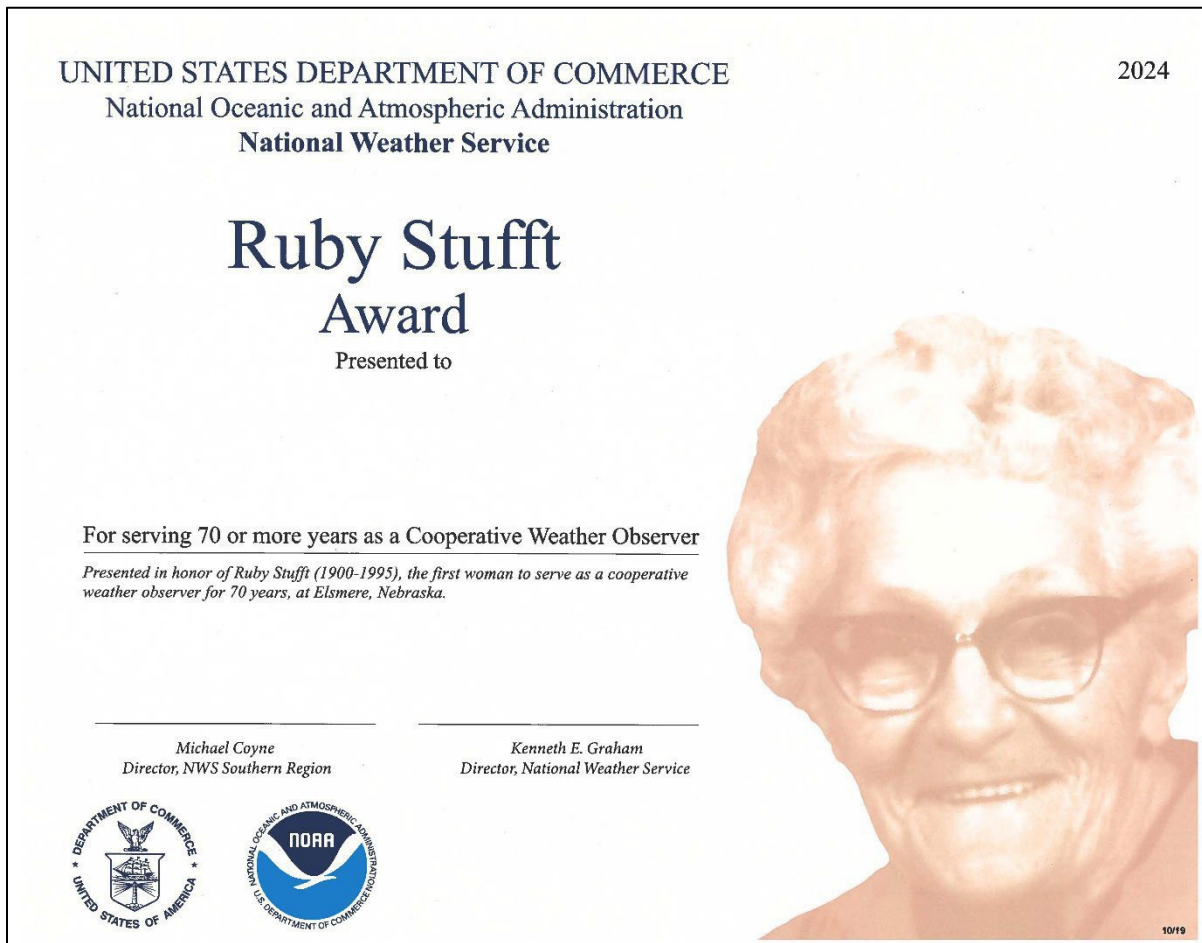 UNITED STATES DEPARTMENT OF COMMERCE
2024
National Oceanic and Atmospheric Administration
National Weather Service
Ruby Stufft
Award
Presented to
For serving 70 or more years as a Cooperative Weather Observer
Presented in honor of Ruby Stufft (1900-1995), the first woman to serve as a cooperative
weather observer for 70 years, at Elsmere, Nebraska.
Michael Coyne
Director, NWS Southern Region
Kenneth E. Graham
Director, National Weather Service
DEPARTMENT OF COMMERCE
UNITED STATES OF AMERICA
NATIONAL OCEANIC AND ATMOSPHERIC ADMINISTRATION
NOAA
U.S. DEPARTMENT OF COMMERCE
10/19